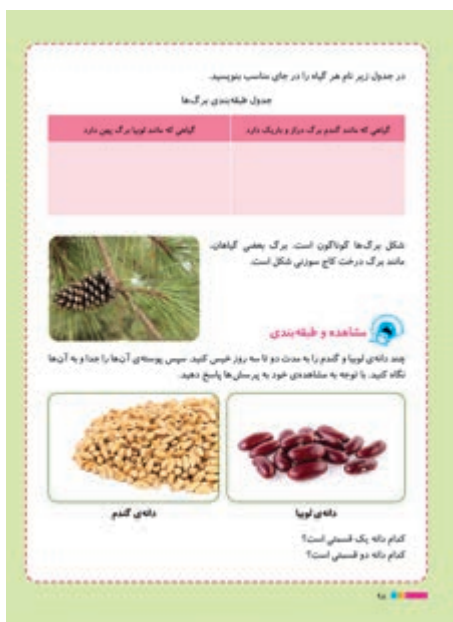 در جدول زیر نام هر گیاه را در جای مناسب بنویسید.
جدول طبقه‌بندی برگ‌ها
گیاهی که مانند گندم برگ دراز و باریک دارد
گیاهی که مانند لوبیا برگ پهن دارد
شکل برگ‌ها گوناگون است. برگ بعضی گیاهان،
مانند برگ درخت کاج سوزنی شکل است.
مشاهده و طبقه‌بندی
چند دانه‌ی لوبیا و گندم را به مدت دو تا سه روز خیس کنید. سپس پوسته‌ی آن‌ها را جدا و به آن‌ها
نگاه کنید. با توجه به مشاهده‌ی خود به پرسش‌ها پاسخ دهید.
دانه‌ی لوبیا
دانه‌ی گندم
کدام دانه یک قسمتی است؟
کدام دانه دو قسمتی است؟